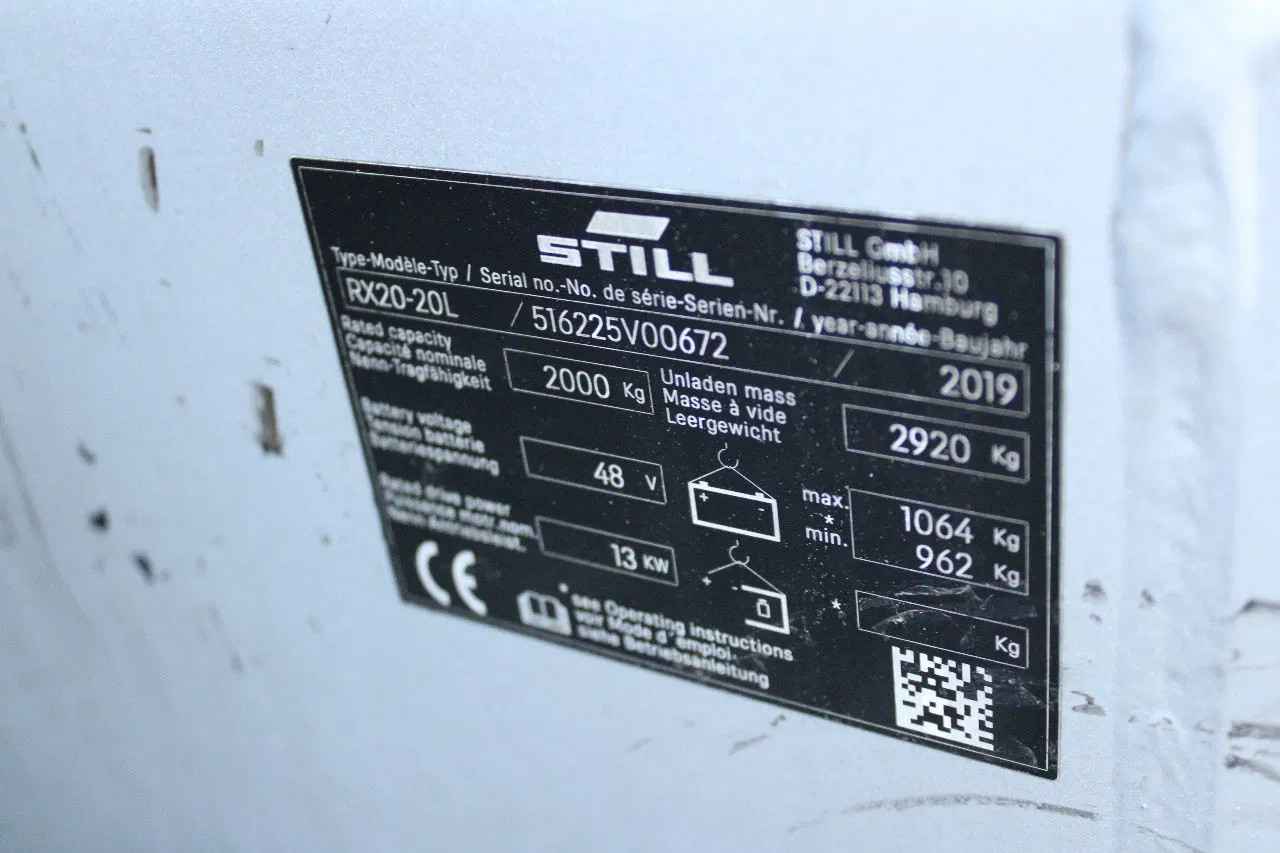 STILL
STILL GmbH
Berzeliusstr.10
D-22113 Hamburg
Type-Modèle-Typ / Serial no.-No. de série-Serien-Nr. / year-année-Baujahr
RX20-20L / 516225V00672 / 2019
Rated capacity
Capacité nominale
Nenn-Tragfähigkeit
2000 Kg
Unladen mass
Masse à vide
Leergewicht
2920 Kg
Battery voltage
Tension batterie
Batteriespannung
48 V
+ -
max.
*
min.
1064 Kg
962 Kg
Rated drive power
Puissance motr.nom.
Nenn-Antriebsleist.
13 KW
+ -
* Kg
CE
* see Operating instructions
voir Mode d'emploi
siehe Betriebsanleitung